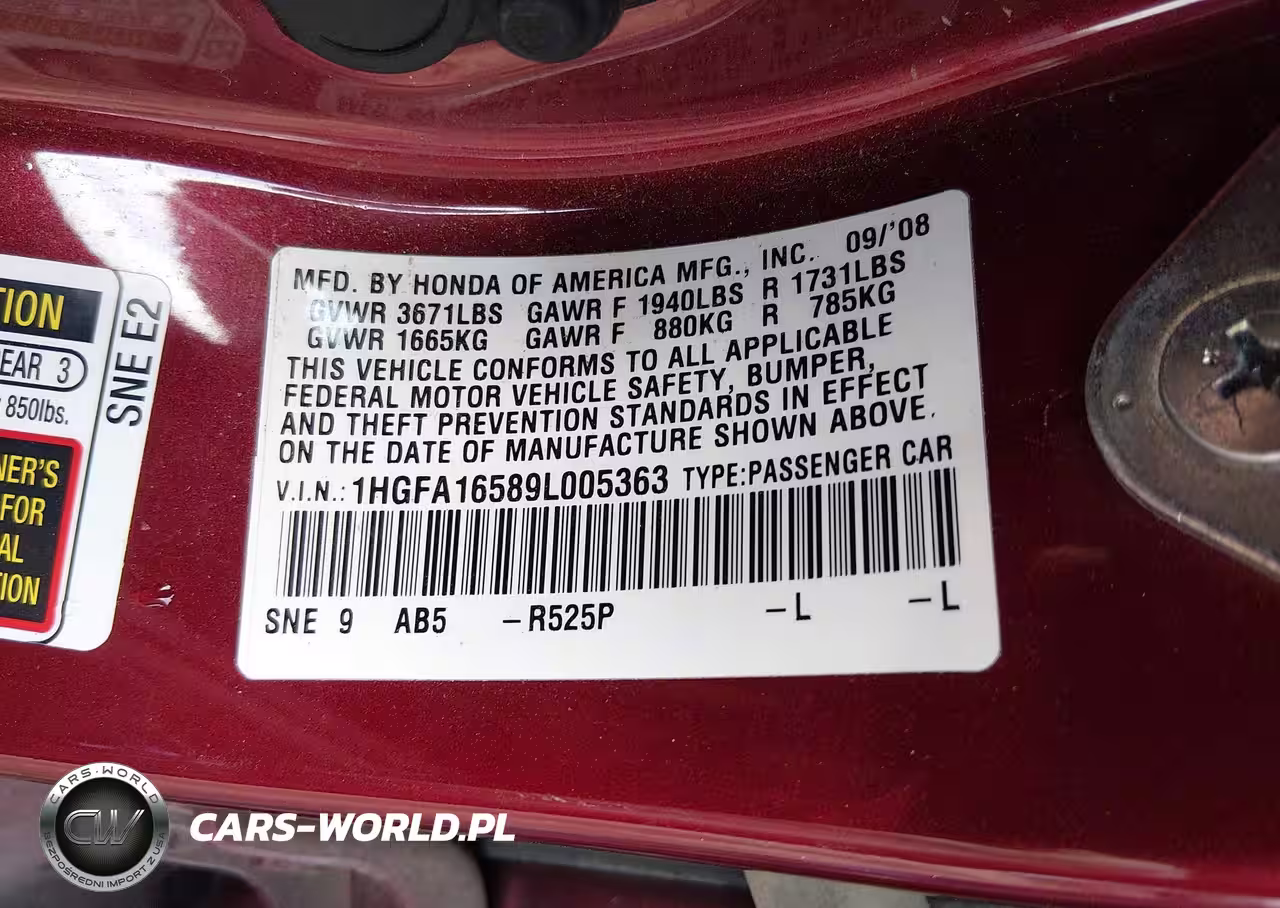 MFD. BY HONDA OF AMERICA MFG., INC. 09/'08
GVWR 3671LBS GAWR F 1940LBS R 1731LBS
GVWR 1665KG GAWR F 880KG R 785KG
THIS VEHICLE CONFORMS TO ALL APPLICABLE
FEDERAL MOTOR VEHICLE SAFETY, BUMPER,
AND THEFT PREVENTION STANDARDS IN EFFECT
ON THE DATE OF MANUFACTURE SHOWN ABOVE.
V.I.N.: 1HGFA16589L005363 TYPE:PASSENGER CAR
SNE 9 AB5 –R525P –L –L
TION
EAR 3
850lbs.
NER'S
FOR
AL
TION
SNE E2
CARS-WORLD
CW
BEZPOŚREDNI IMPORT Z USA
CARS-WORLD.PL